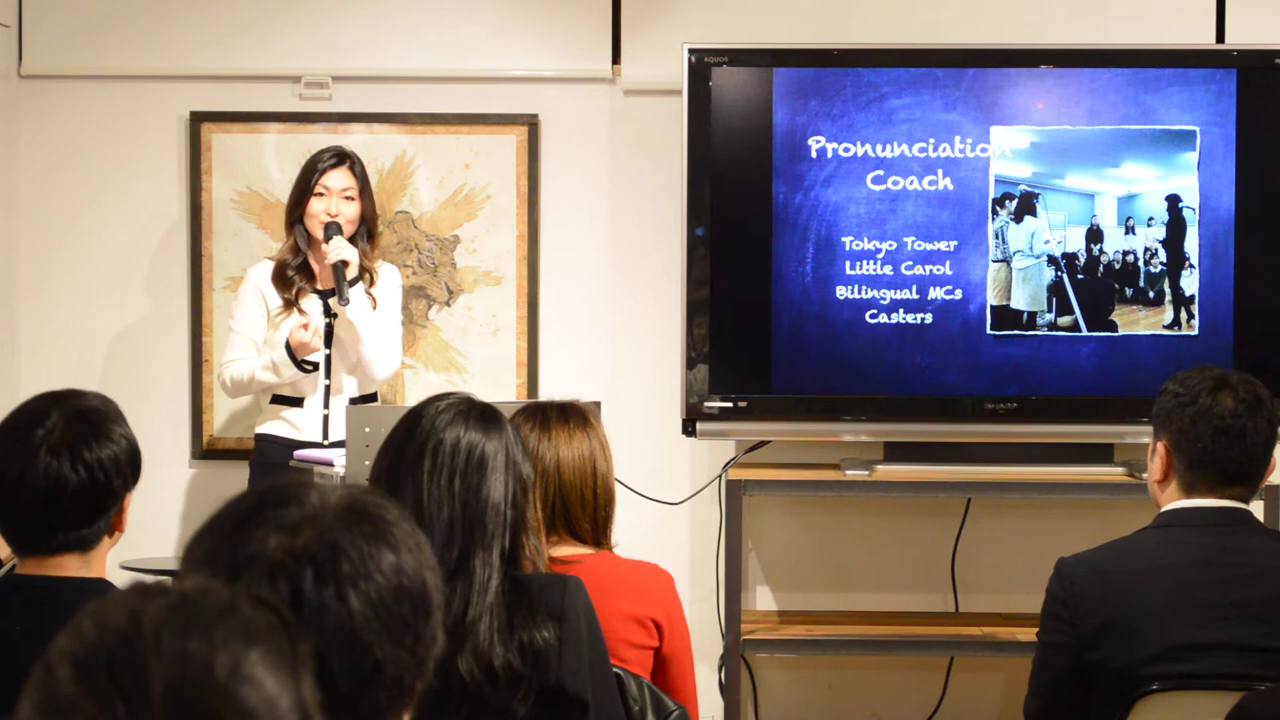 AQUOS
Pronunciation
Coach
Tokyo Tower
Little Carol
Bilingual MCs
Casters
SHARP